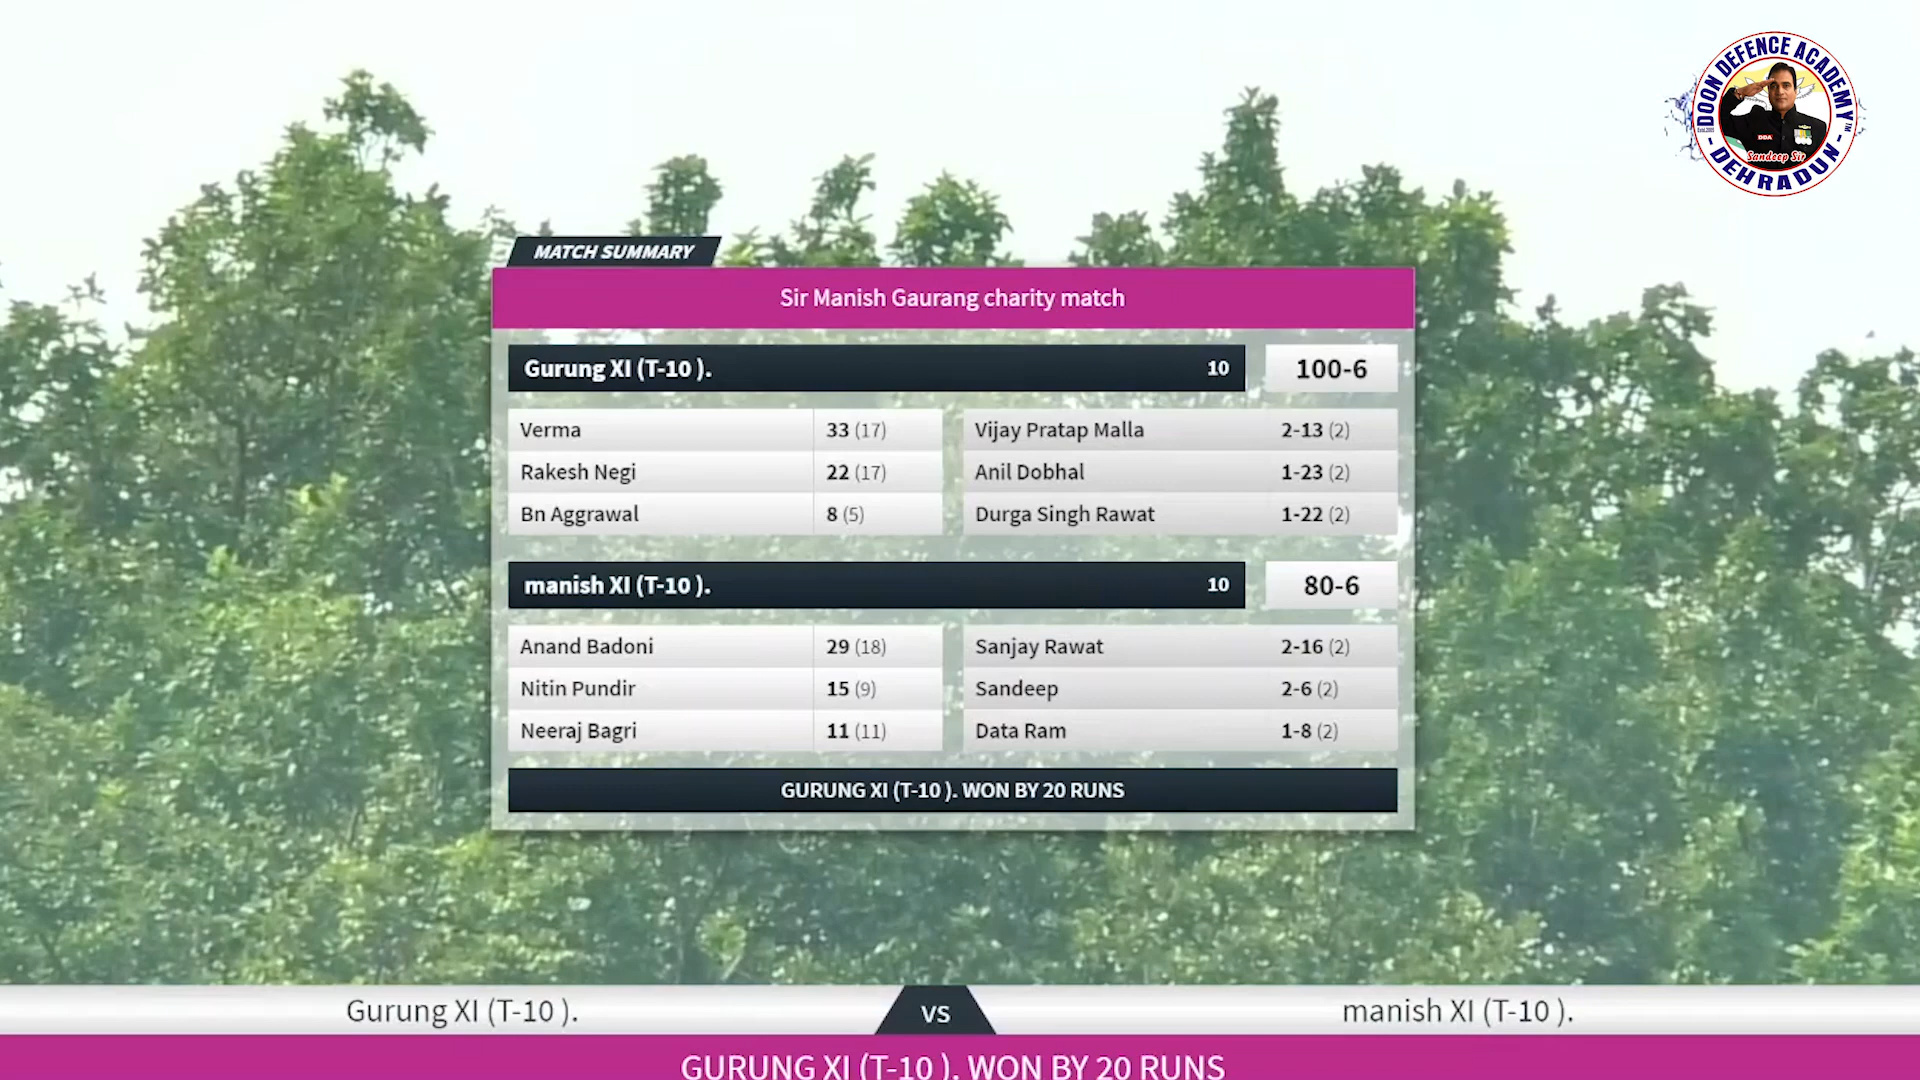 DOON DEFENCE ACADEMY™
Estd.2005
DDA
Sandeep Sir
- DEHRADUN -
MATCH SUMMARY
Sir Manish Gaurang charity match
Gurung XI (T-10 ). 10 100-6
Verma 33 (17) Vijay Pratap Malla 2-13 (2)
Rakesh Negi 22 (17) Anil Dobhal 1-23 (2)
Bn Aggrawal 8 (5) Durga Singh Rawat 1-22 (2)
manish XI (T-10 ). 10 80-6
Anand Badoni 29 (18) Sanjay Rawat 2-16 (2)
Nitin Pundir 15 (9) Sandeep 2-6 (2)
Neeraj Bagri 11 (11) Data Ram 1-8 (2)
GURUNG XI (T-10 ). WON BY 20 RUNS
Gurung XI (T-10 ). VS manish XI (T-10 ).
GURUNG XI (T-10 ). WON BY 20 RUNS